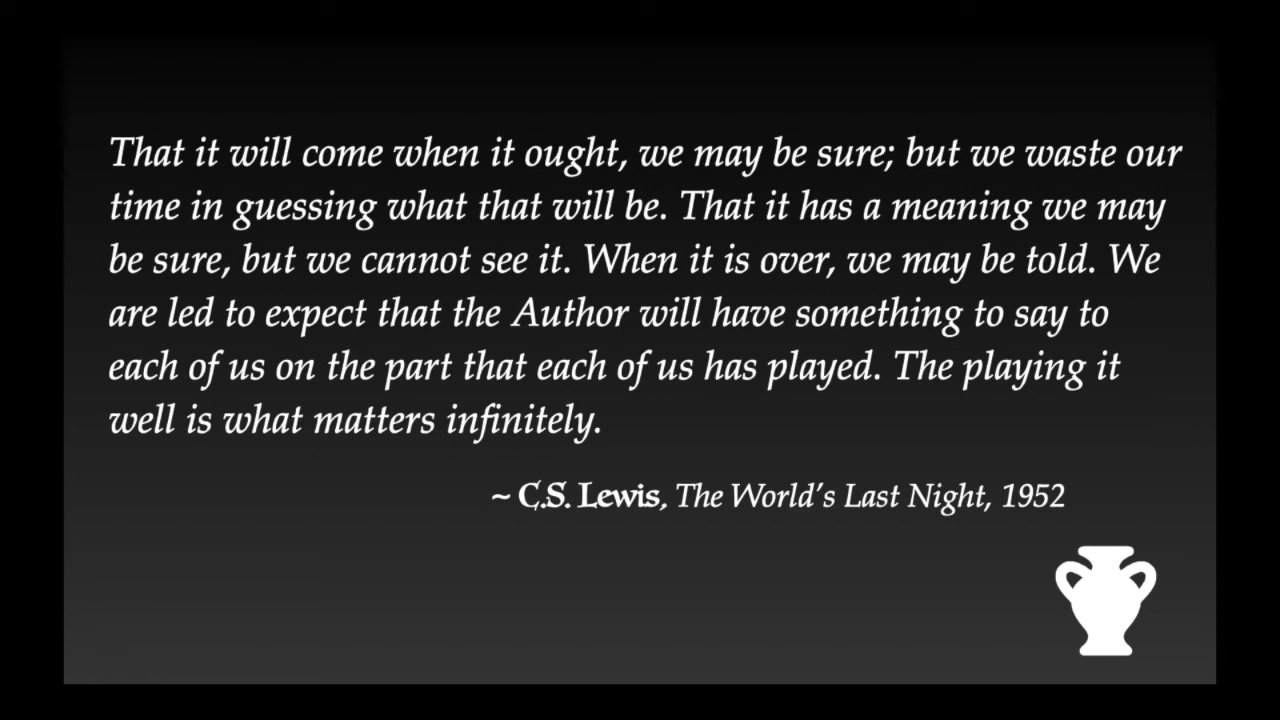 That it will come when it ought, we may be sure; but we waste our
time in guessing what that will be. That it has a meaning we may
be sure, but we cannot see it. When it is over, we may be told. We
are led to expect that the Author will have something to say to
each of us on the part that each of us has played. The playing it
well is what matters infinitely.
~ C.S. Lewis, The World's Last Night, 1952